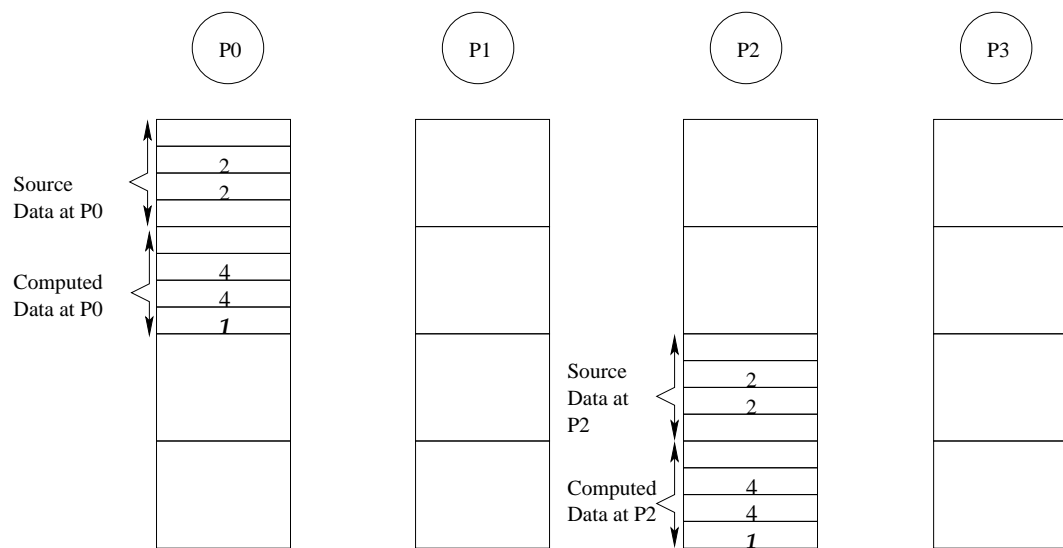 P0
P1
P2
P3
2
2
Source
Data at P0
4
4
1
Computed
Data at P0
Source
Data at
P2
2
2
Computed
Data at P2
4
4
1